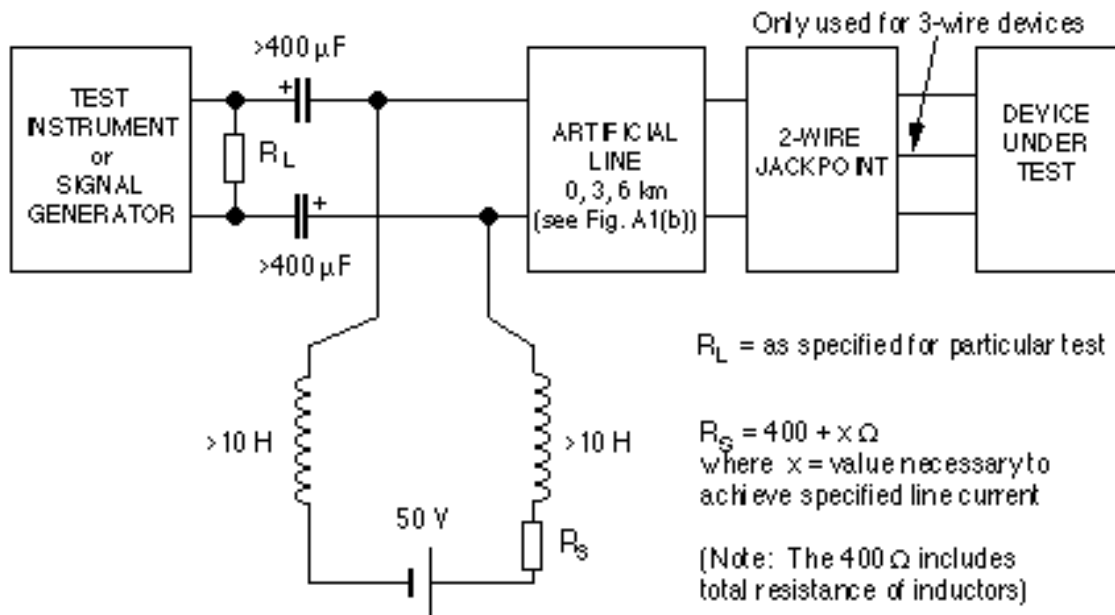 Only used for 3-wire devices
>400 µF
TEST
INSTRUMENT
or
SIGNAL
GENERATOR
+
R_L
+
>400 µF
ARTIFICIAL
LINE
0, 3, 6 km
(see Fig. A1(b))
2-WIRE
JACKPOINT
DEVICE
UNDER
TEST
R_L = as specified for particular test
>10 H
>10 H
R_S = 400 + x Ω
where x = value necessary to
achieve specified line current
50 V
R_S
(Note: The 400 Ω includes
total resistance of inductors)